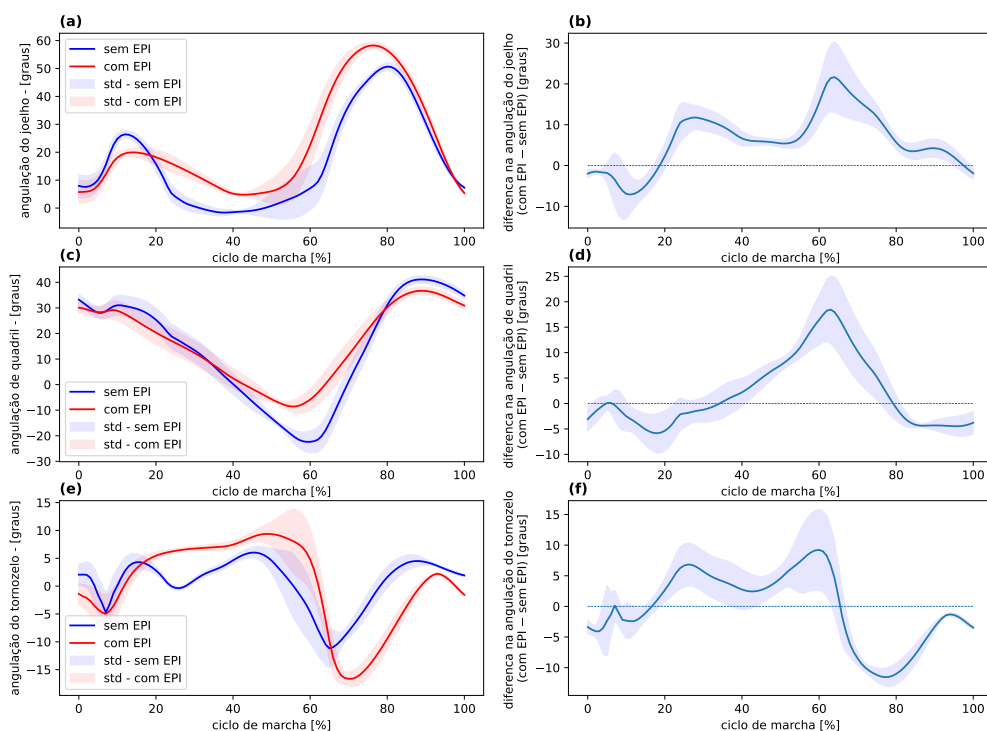 (a)
angulação do joelho - [graus]
60
50
40
30
20
10
0
sem EPI
com EPI
std - sem EPI
std - com EPI
0 20 40 60 80 100
ciclo de marcha [%]
(b)
diferenca na angulação do joelho
(com EPI − sem EPI) [graus]
30
20
10
0
−10
0 20 40 60 80 100
ciclo de marcha [%]
(c)
angulação de quadril - [graus]
40
30
20
10
0
−10
−20
−30
sem EPI
com EPI
std - sem EPI
std - com EPI
0 20 40 60 80 100
ciclo de marcha [%]
(d)
diferenca na angulação de quadril
(com EPI − sem EPI) [graus]
25
20
15
10
5
0
−5
−10
0 20 40 60 80 100
ciclo de marcha [%]
(e)
angulação do tornozelo - [graus]
15
10
5
0
−5
−10
−15
sem EPI
com EPI
std - sem EPI
std - com EPI
0 20 40 60 80 100
ciclo de marcha [%]
(f)
diferenca na angulação do tornozelo
(com EPI − sem EPI) [graus]
15
10
5
0
−5
−10
0 20 40 60 80 100
ciclo de marcha [%]